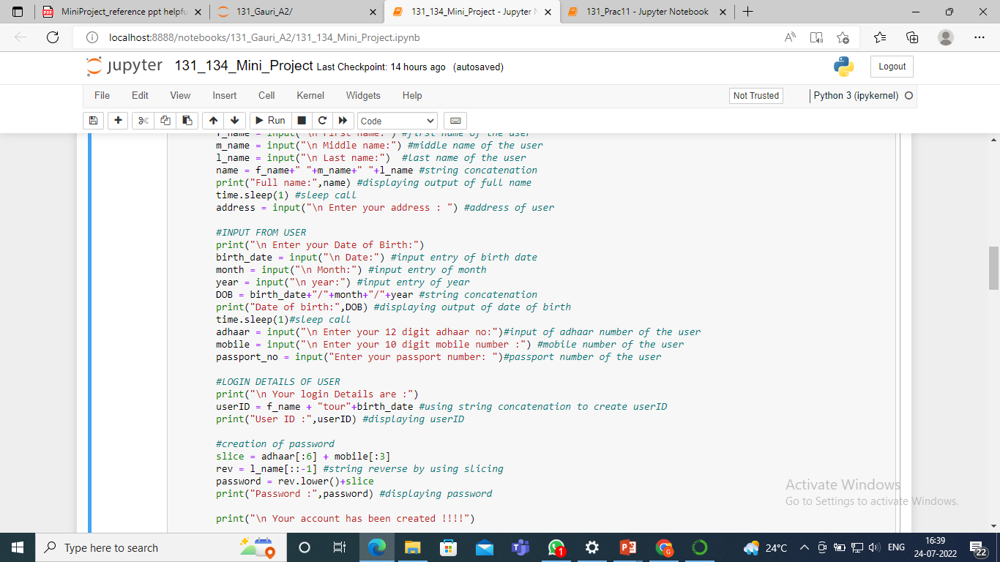 MiniProject_reference ppt helpfu
131_Gauri_A2/
131_134_Mini_Project - Jupyter N
131_Prac11 - Jupyter Notebook
localhost:8888/notebooks/131_Gauri_A2/131_134_Mini_Project.ipynb
jupyter 131_134_Mini_Project Last Checkpoint: 14 hours ago (autosaved)
Logout
File Edit View Insert Cell Kernel Widgets Help
Not Trusted
Python 3 (ipykernel)
Run
Code
f_name = input(" \n First name: ") #first name of the user
m_name = input("\n Middle name:") #middle name of the user
l_name = input("\n Last name:")  #last name of the user
name = f_name+" "+m_name+" "+l_name #string concatenation
print("Full name:",name) #displaying output of full name
time.sleep(1) #sleep call
address = input("\n Enter your address : ") #address of user
#INPUT FROM USER
print("\n Enter your Date of Birth:")
birth_date = input("\n Date:") #input entry of birth date
month = input("\n Month:") #input entry of month
year = input("\n year:") #input entry of year
DOB = birth_date+"/"+month+"/"+year #string concatenation
print("Date of birth:",DOB) #displaying output of date of birth
time.sleep(1)#sleep call
adhaar = input("\n Enter your 12 digit adhaar no:")#input of adhaar number of the user
mobile = input("\n Enter your 10 digit mobile number :") #mobile number of the user
passport_no = input("Enter your passport number: ")#passport number of the user
#LOGIN DETAILS OF USER
print("\n Your login Details are :")
userID = f_name + "tour"+birth_date #using string concatenation to create userID
print("User ID :",userID) #displaying userID
#creation of password
slice = adhaar[:6] + mobile[:3]
rev = l_name[::-1] #string reverse by using slicing
password = rev.lower()+slice
print("Password :",password) #displaying password
print("\n Your account has been created !!!!")
Activate Windows
Go to Settings to activate Windows.
Type here to search
1
G
24°C
ENG
16:39
24-07-2022
22